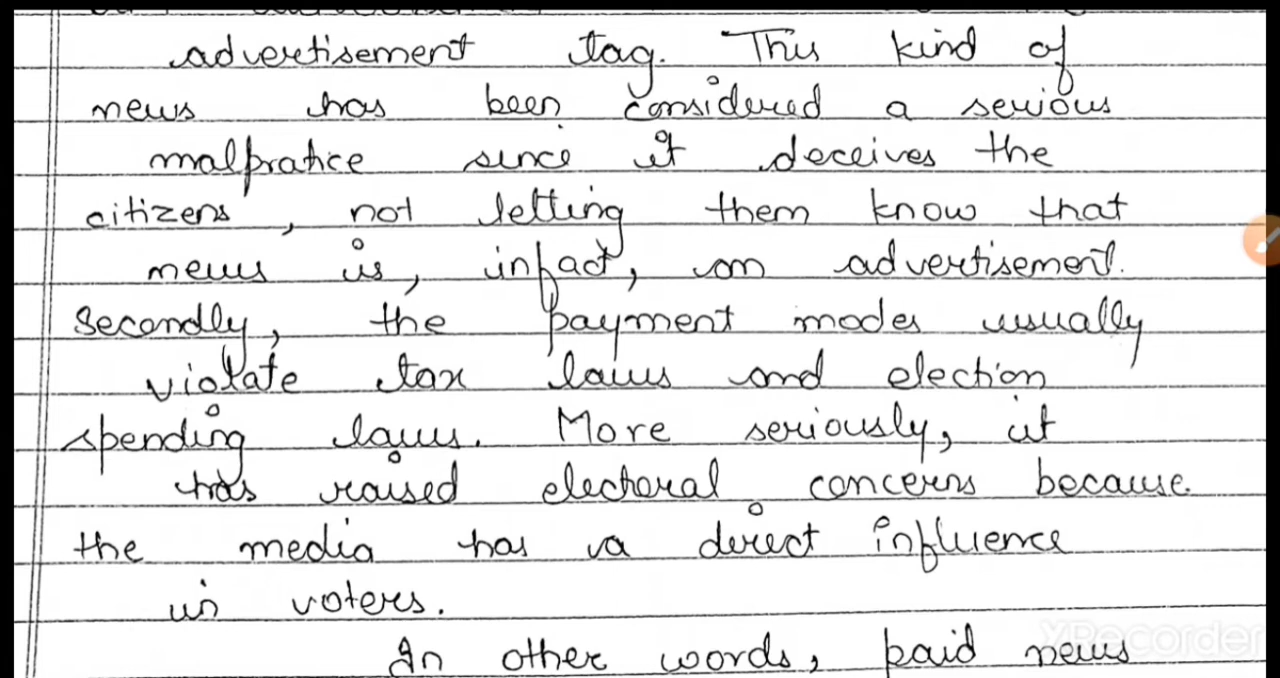 advertisement tag. This kind of
news has been considered a serious
malpratice since it deceives the
citizens, not letting them know that
news is, infact, an advertisement.
Secondly, the payment modes usually
violate tax laws and election
spending laws. More seriously, it
has raised electoral concerns because
the media has a direct influence
in voters.
In other words, paid news
XRecorder